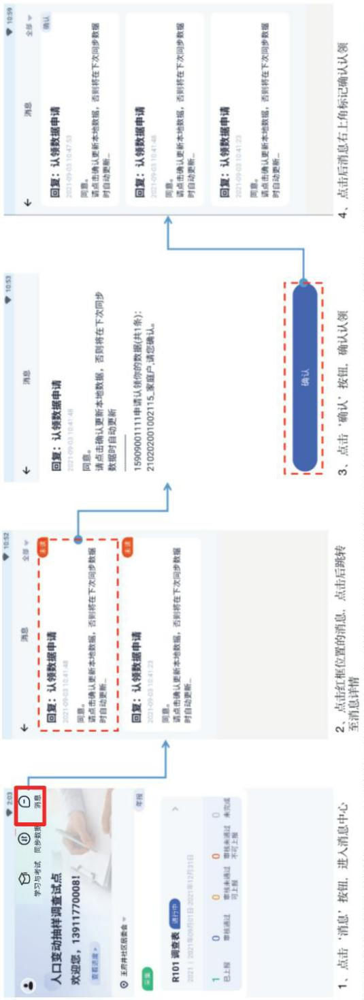 2:03
学习与考试
同步数据
消息
人口变动抽样调查试点
欢迎您，13911770008！
查看进度>
王府井社区居委会
采集
年报
R101 调查表 进行中
2021 | 2021年09月01日-2021年12月31日
1
0
0
0
0
已上报
审核通过
审核未通过
可上报
审核未通过
不可上报
未完成
1、点击‘消息’按钮，进入消息中心
10:52
消息
全部
回复：认领数据申请
未读
2021-09-03 10:41:48
同意。
请点击确认更新本地数据，否则将在下次同步数据
时自动更新...
回复：认领数据申请
未读
2021-09-03 10:41:23
同意。
请点击确认更新本地数据，否则将在下次同步数据
时自动更新...
2、点击红框位置的消息，点击后跳转
至消息详情
10:53
消息
回复：认领数据申请
2021-09-03 10:41:48
同意。
请点击确认更新本地数据，否则将在下次同步
数据时自动更新
15909001111申请认领你的数据(共1条)：
210202001002115_家庭户,请您确认。
确认
3、点击‘确认’按钮，确认认领
10:59
消息
全部
回复：认领数据申请
确认
2021-09-03 10:47:53
同意。
请点击确认更新本地数据，否则将在下次同步数据
时自动更新...
回复：认领数据申请
2021-09-03 10:41:48
同意。
请点击确认更新本地数据，否则将在下次同步数据
时自动更新...
回复：认领数据申请
2021-09-03 10:41:23
同意。
请点击确认更新本地数据，否则将在下次同步数据
时自动更新...
4、点击后消息右上角标记确认认领